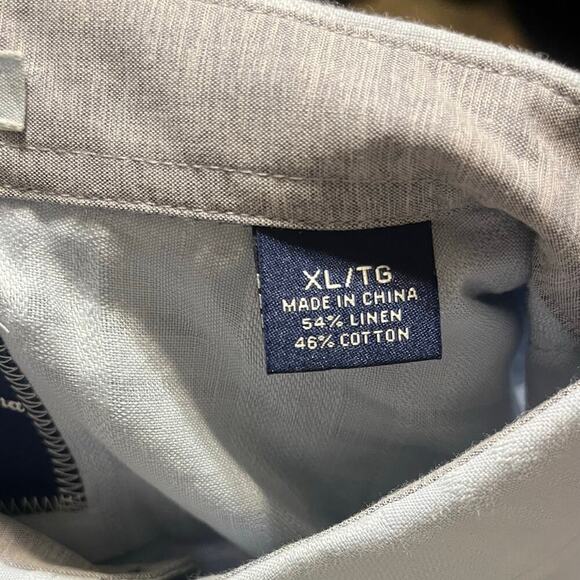 XL/TG
MADE IN CHINA
54% LINEN
46% COTTON